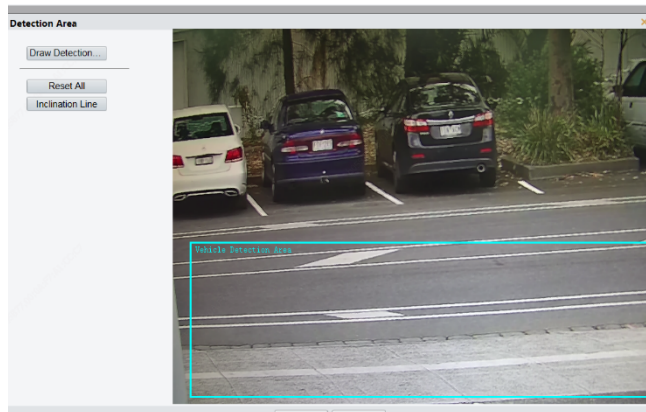 Detection Area
Draw Detection...
Reset All
Inclination Line
Vehicle Detection Area